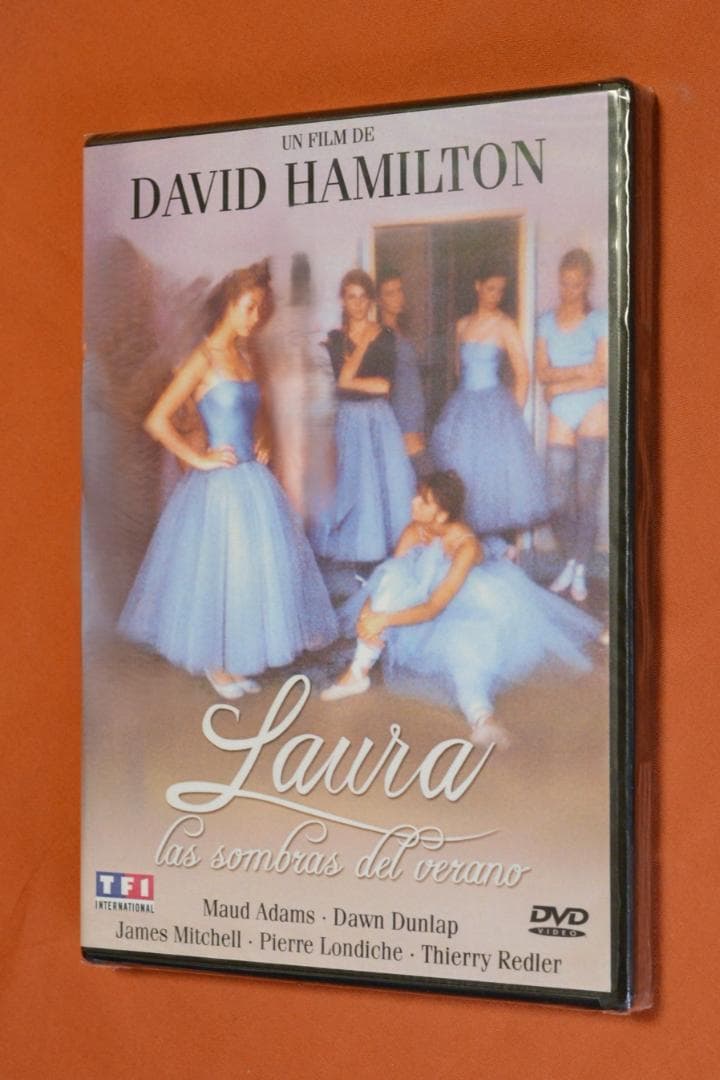 UN FILM DE
DAVID HAMILTON
Laura
las sombras del verano
TF1
INTERNATIONAL
Maud Adams · Dawn Dunlap
James Mitchell · Pierre Londiche · Thierry Redler
DVD
VIDEO